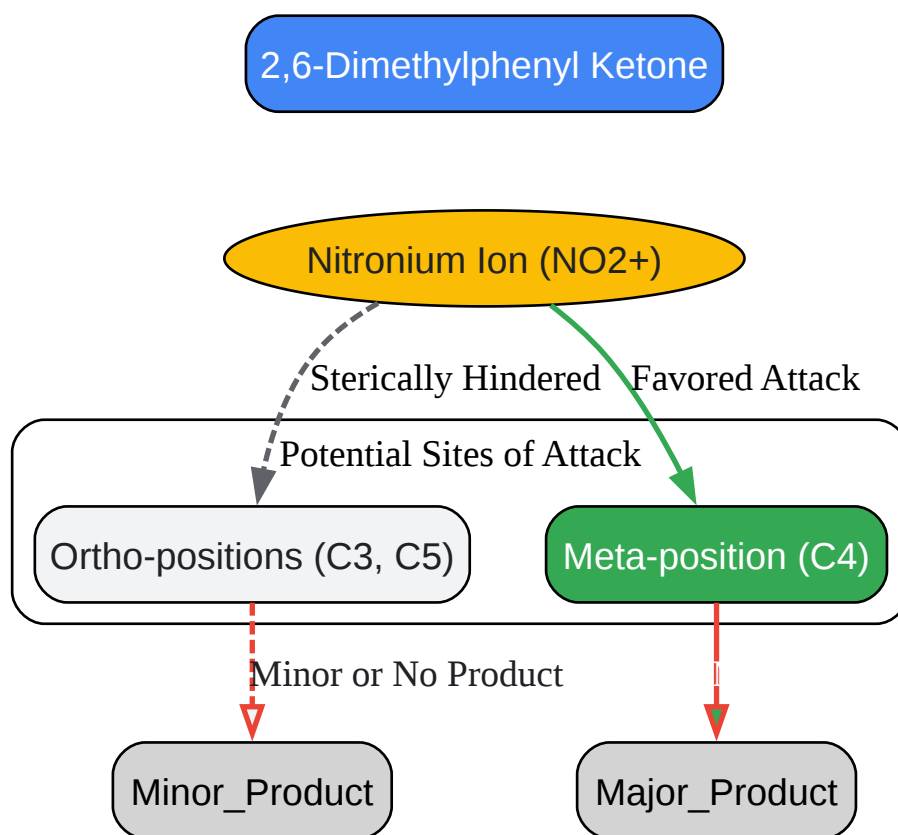 2,6-Dimethylphenyl Ketone
Nitronium Ion (NO2+)
Sterically Hindered
Favored Attack
Potential Sites of Attack
Ortho-positions (C3, C5)
Meta-position (C4)
Minor or No Product
Minor_Product
Major_Product